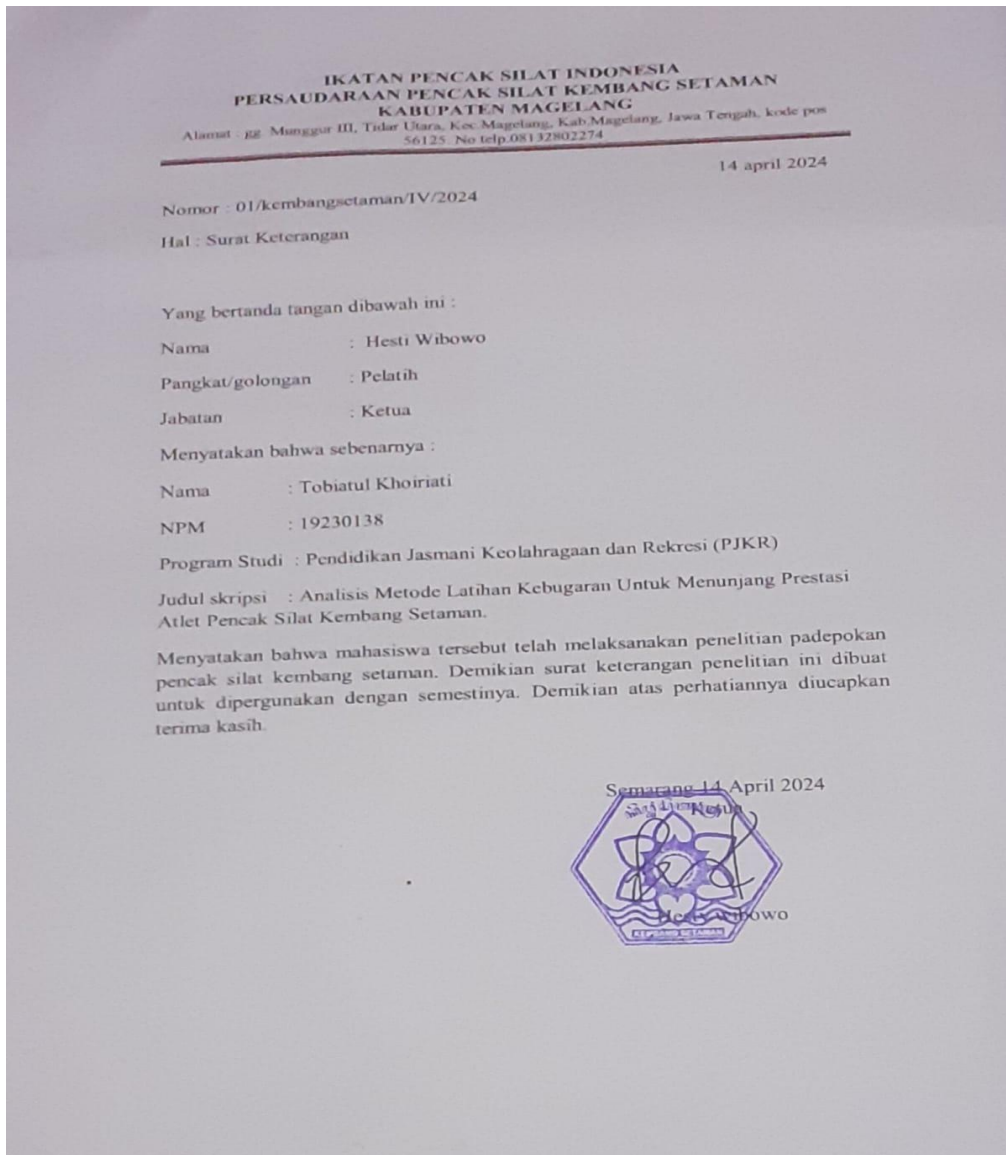 IKATAN PENCAK SILAT INDONESIA
PERSAUDARAAN PENCAK SILAT KEMBANG SETAMAN
KABUPATEN MAGELANG
Alamat : gg. Munggur III, Tidar Utara, Kec.Magelang, Kab.Magelang, Jawa Tengah, kode pos
56125. No telp.08132802274
14 april 2024
Nomor : 01/kembangsetaman/IV/2024
Hal : Surat Keterangan
Yang bertanda tangan dibawah ini :
Nama : Hesti Wibowo
Pangkat/golongan : Pelatih
Jabatan : Ketua
Menyatakan bahwa sebenarnya :
Nama : Tobiatul Khoiriati
NPM : 19230138
Program Studi : Pendidikan Jasmani Keolahragaan dan Rekresi (PJKR)
Judul skripsi : Analisis Metode Latihan Kebugaran Untuk Menunjang Prestasi
Atlet Pencak Silat Kembang Setaman.
Menyatakan bahwa mahasiswa tersebut telah melaksanakan penelitian padepokan
pencak silat kembang setaman. Demikian surat keterangan penelitian ini dibuat
untuk dipergunakan dengan semestinya. Demikian atas perhatiannya diucapkan
terima kasih.
Semarang 14 April 2024
Ketua
Hesti wibowo
KEMBANG SETAMAN